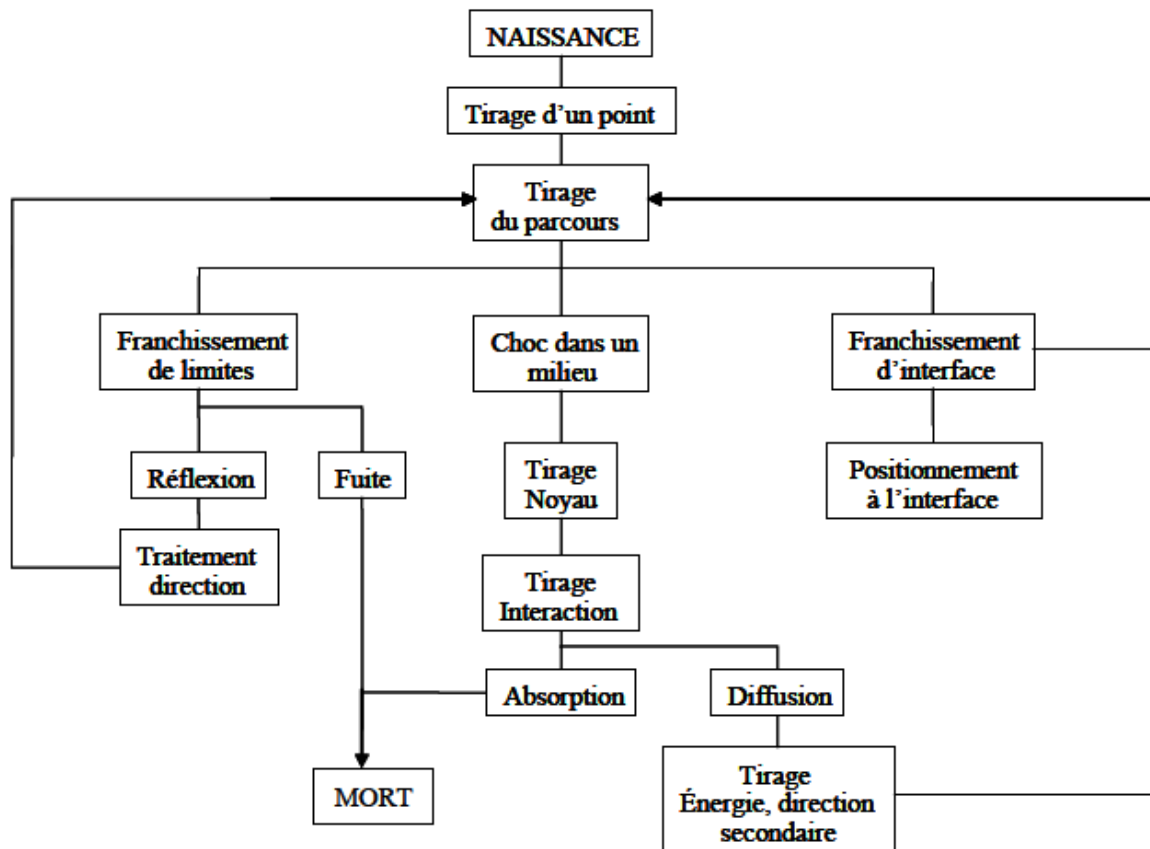 NAISSANCE
Tirage d'un point
Tirage
du parcours
Franchissement
de limites
Choc dans un
milieu
Franchissement
d'interface
Réflexion
Fuite
Tirage
Noyau
Positionnement
à l'interface
Traitement
direction
Tirage
Interaction
Absorption
Diffusion
MORT
Tirage
Énergie, direction
secondaire